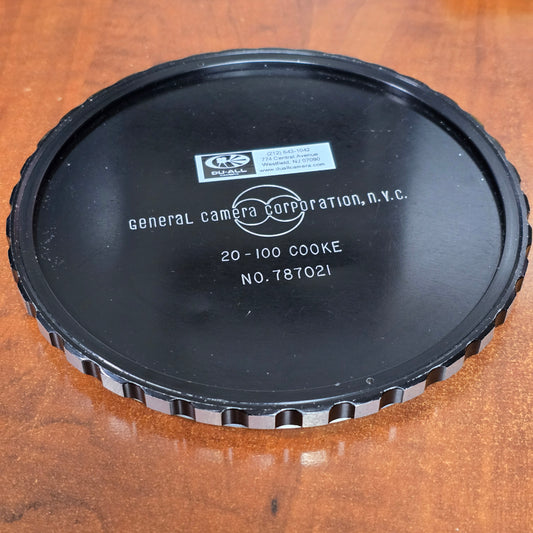 DU-ALL
(212) 643-1042
774 Central Avenue
Westfield, NJ 07090
www.duallcamera.com
General Camera Corporation, N.Y.C.
20-100 COOKE
NO. 787021